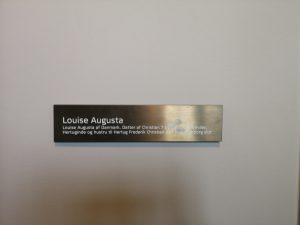 Louise Augusta
Louise Augusta af Danmark. Datter af Christian 7
Hertuginde og hustru til Hertug Frederik Christian